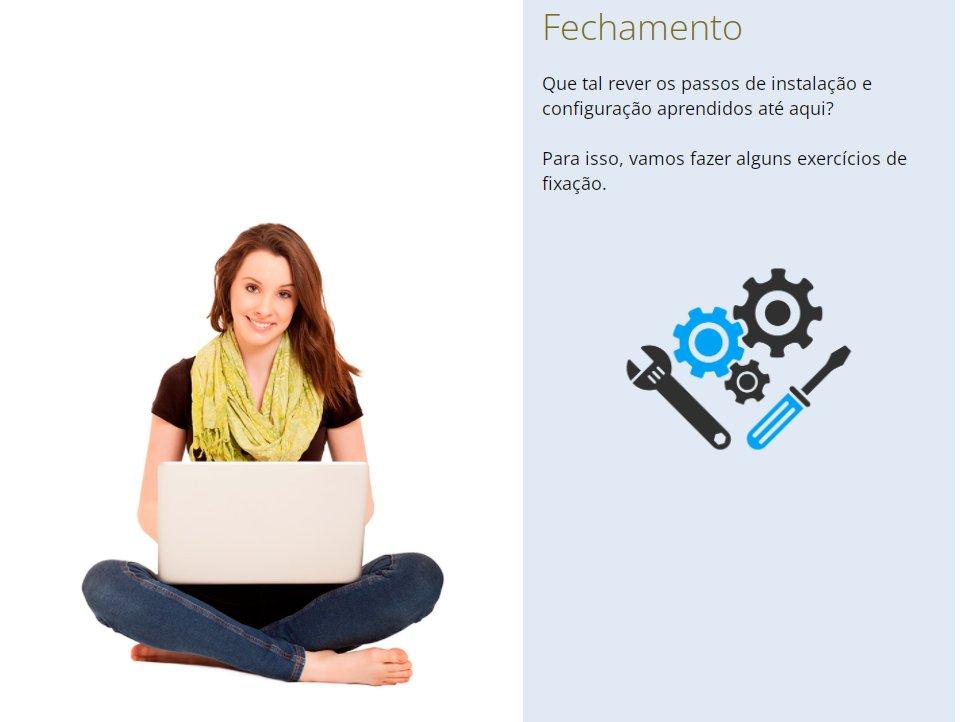 Fechamento
Que tal rever os passos de instalação e
configuração aprendidos até aqui?
Para isso, vamos fazer alguns exercícios de
fixação.